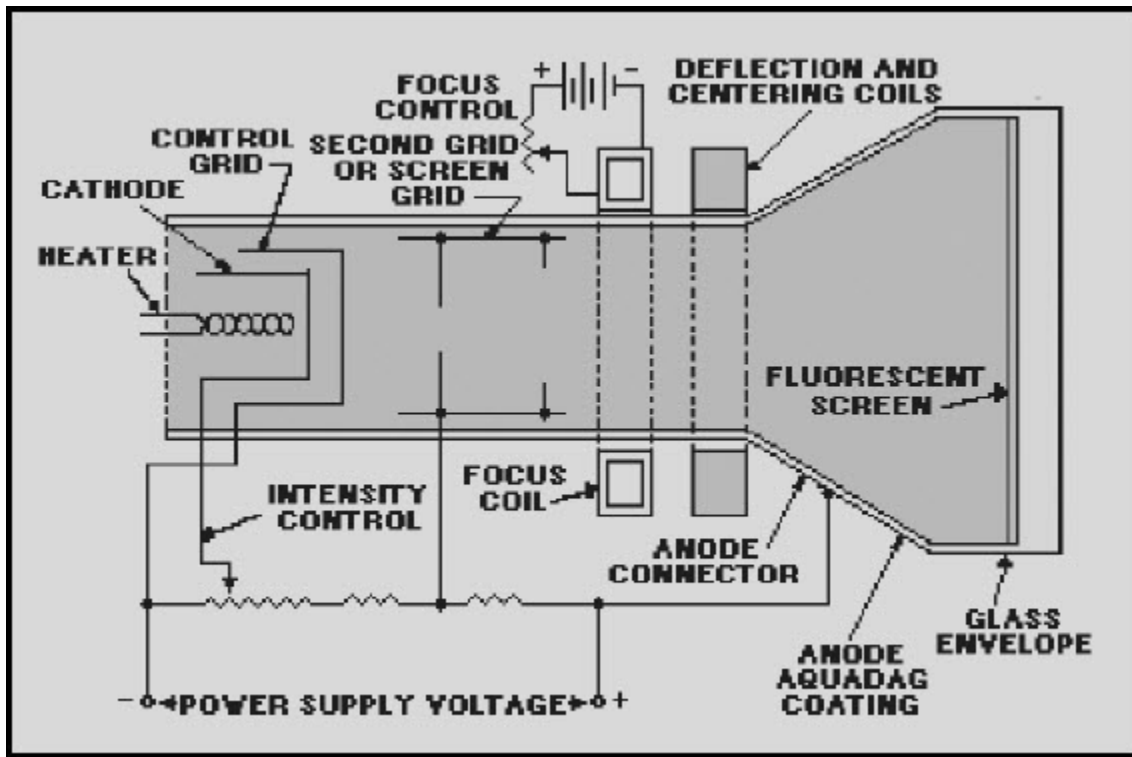 + -
FOCUS
CONTROL
DEFLECTION AND
CENTERING COILS
CONTROL
GRID
SECOND GRID
OR SCREEN
GRID
CATHODE
HEATER
FLUORESCENT
SCREEN
FOCUS
COIL
INTENSITY
CONTROL
ANODE
CONNECTOR
GLASS
ENVELOPE
ANODE
AQUADAG
COATING
- POWER SUPPLY VOLTAGE +